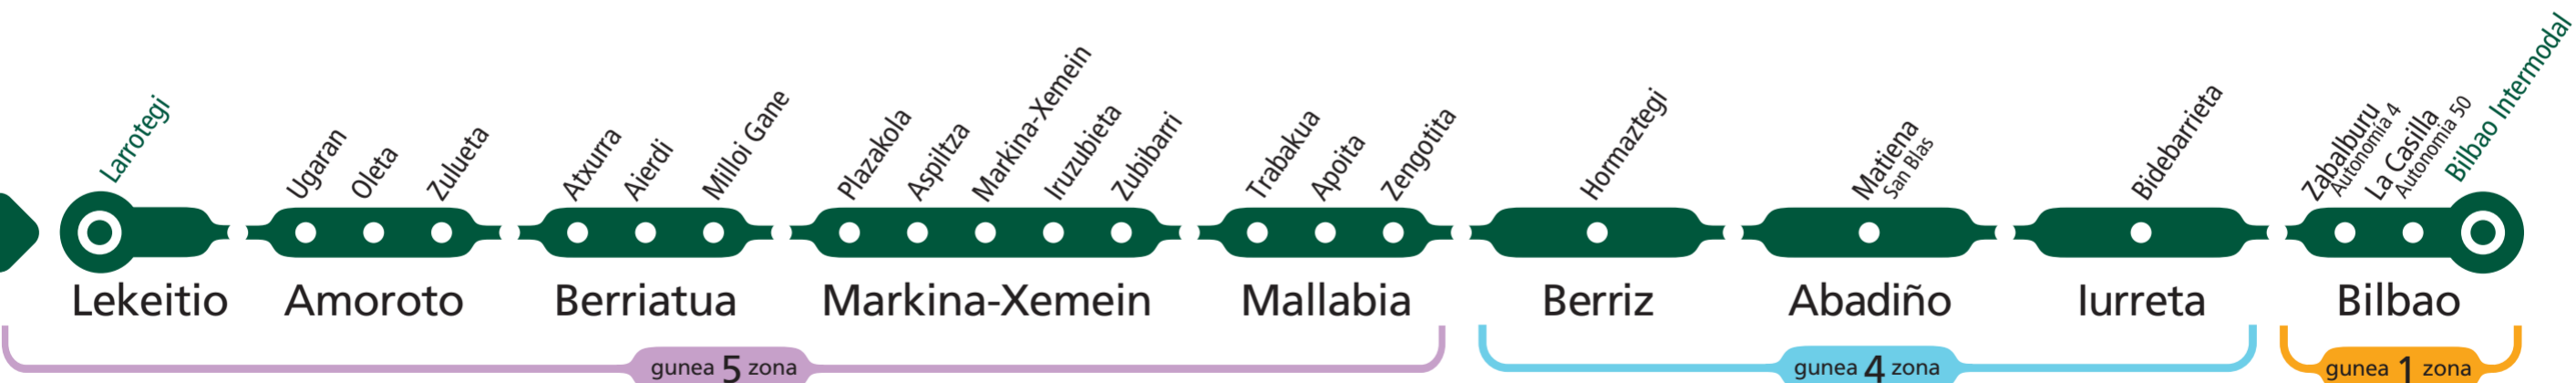 Larrotegi
Ugaran
Oleta
Zulueta
Atxurra
Aierdi
Milloi Gane
Plazakola
Aspiltza
Markina-Xemein
Iruzubieta
Zubibarri
Trabakua
Apoita
Zengotita
Hormaztegi
Matiena
San Blas
Bidebarrieta
Zabalburu
Autonomía 4
La Casilla
Autonomía 50
Bilbao Intermodal
Lekeitio
Amoroto
Berriatua
Markina-Xemein
Mallabia
Berriz
Abadiño
Iurreta
Bilbao
gunea 5 zona
gunea 4 zona
gunea 1 zona